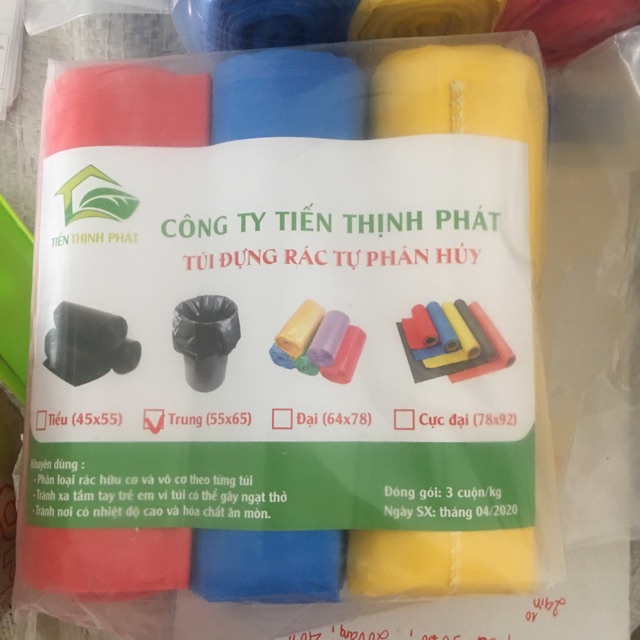 TIẾN THỊNH PHÁT
CÔNG TY TIẾN THỊNH PHÁT
TÚI ĐỰNG RÁC TỰ PHÂN HỦY
Tiểu (45x55)
Trung (55x65)
Đại (64x78)
Cực đại (78x92)
Khuyên dùng :
- Phân loại rác hữu cơ và vô cơ theo từng túi
- Tránh xa tầm tay trẻ em vì túi có thể gây ngạt thở
- Tránh nơi có nhiệt độ cao và hóa chất ăn mòn.
Đóng gói: 3 cuộn/kg
Ngày SX: tháng 04/2020